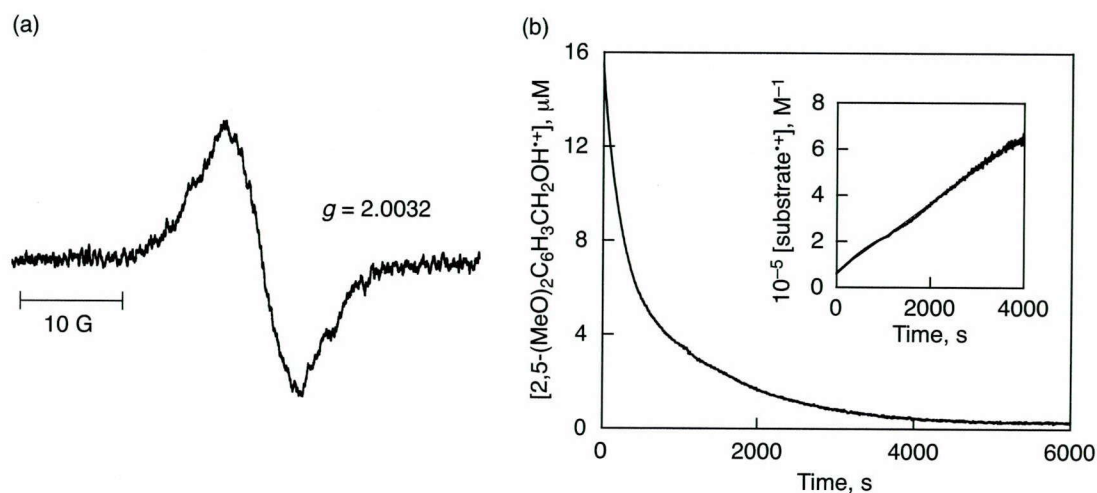 (a)
g = 2.0032
10 G
(b)
[2,5-(MeO)₂C₆H₃CH₂OH•⁺], μM
16
12
8
4
0
0 2000 4000 6000
Time, s
10⁻⁵ [substrate•⁺], M⁻¹
8
6
4
2
0
0 2000 4000
Time, s